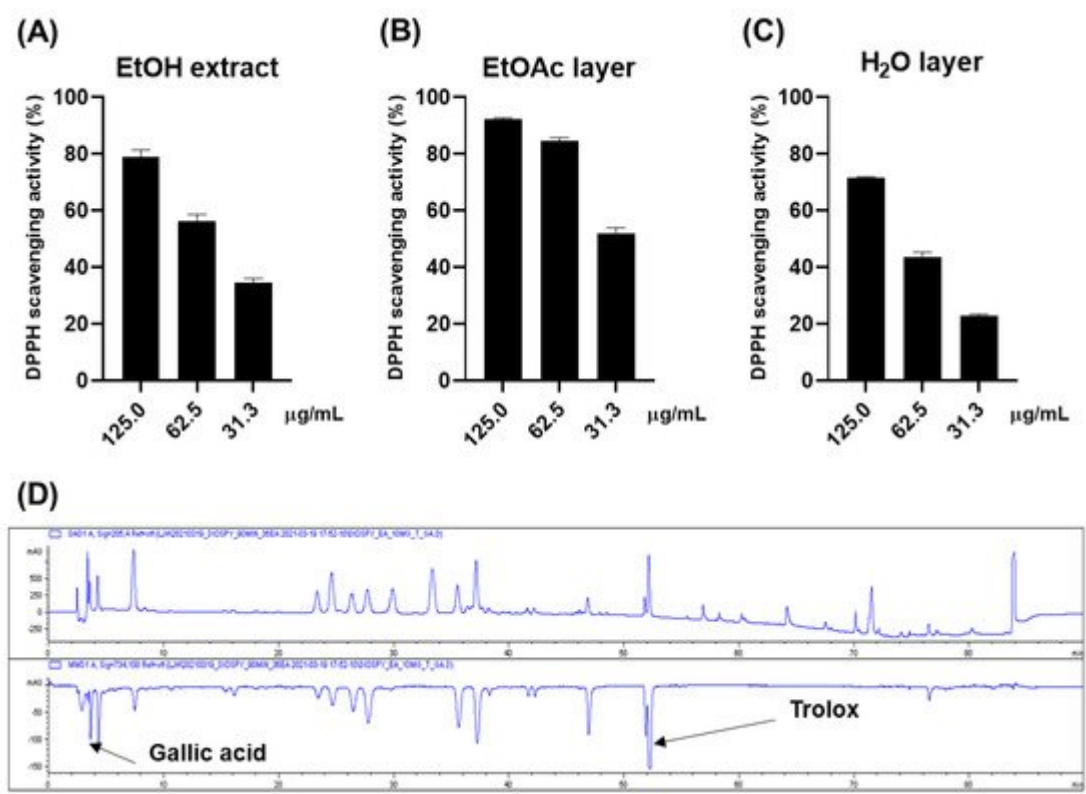 (A)
EtOH extract
DPPH scavenging activity (%)
100
80
60
40
20
0
125.0
62.5
31.3
μg/mL
(B)
EtOAc layer
DPPH scavenging activity (%)
100
80
60
40
20
0
125.0
62.5
31.3
μg/mL
(C)
H₂O layer
DPPH scavenging activity (%)
100
80
60
40
20
0
125.0
62.5
31.3
μg/mL
(D)
Gallic acid
Trolox